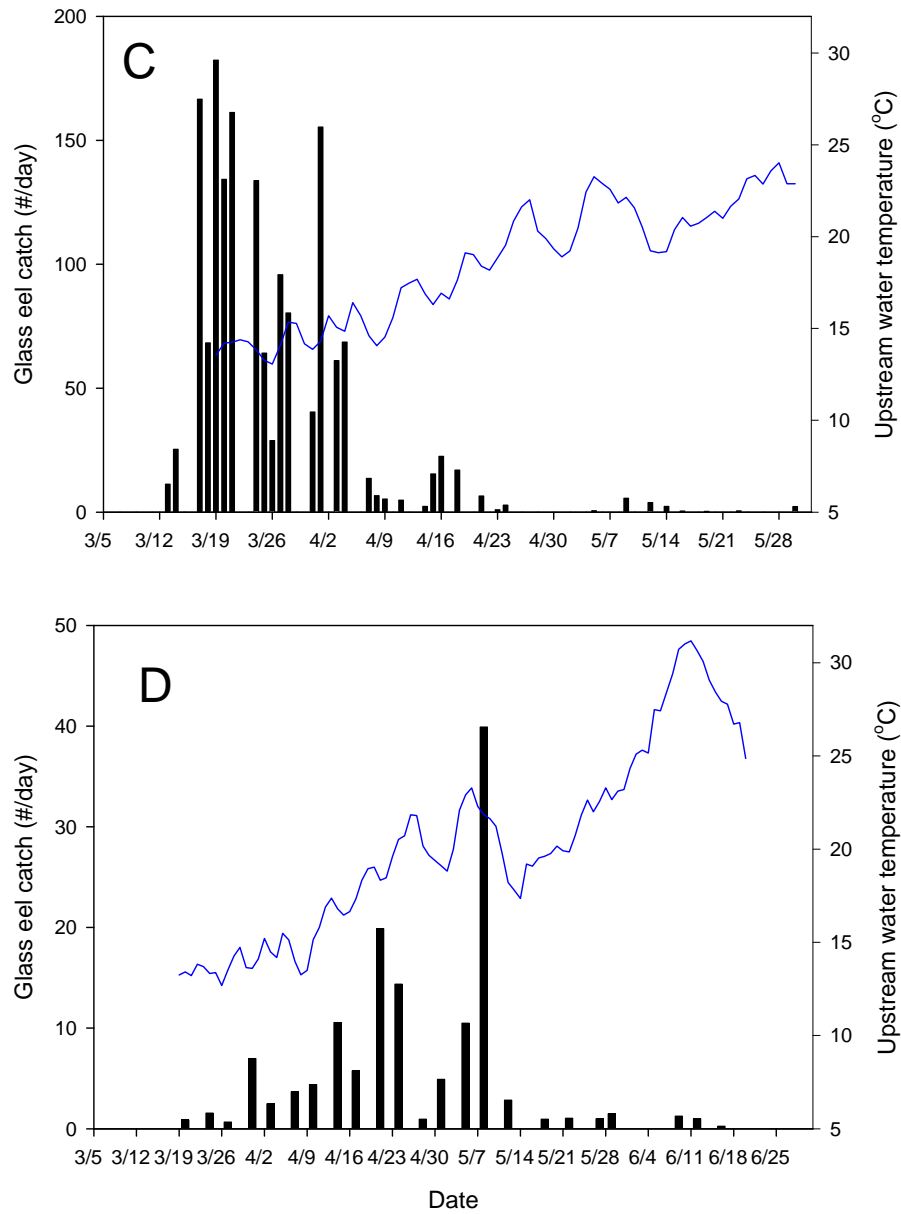 C
Glass eel catch (#/day)
200
150
100
50
0
Upstream water temperature (°C)
30
25
20
15
10
5
3/5 3/12 3/19 3/26 4/2 4/9 4/16 4/23 4/30 5/7 5/14 5/21 5/28
D
Glass eel catch (#/day)
50
40
30
20
10
0
Upstream water temperature (°C)
30
25
20
15
10
5
3/5 3/12 3/19 3/26 4/2 4/9 4/16 4/23 4/30 5/7 5/14 5/21 5/28 6/4 6/11 6/18 6/25
Date